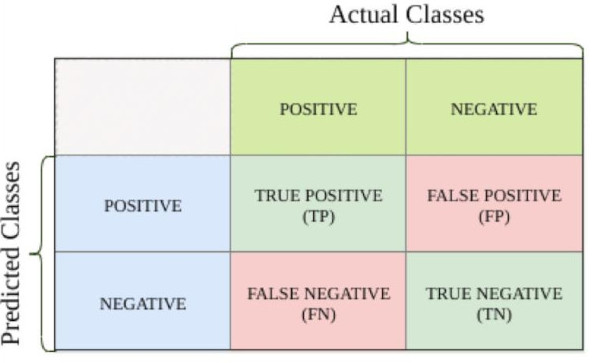 Actual Classes
POSITIVE
NEGATIVE
Predicted Classes
POSITIVE
TRUE POSITIVE
(TP)
FALSE POSITIVE
(FP)
NEGATIVE
FALSE NEGATIVE
(FN)
TRUE NEGATIVE
(TN)